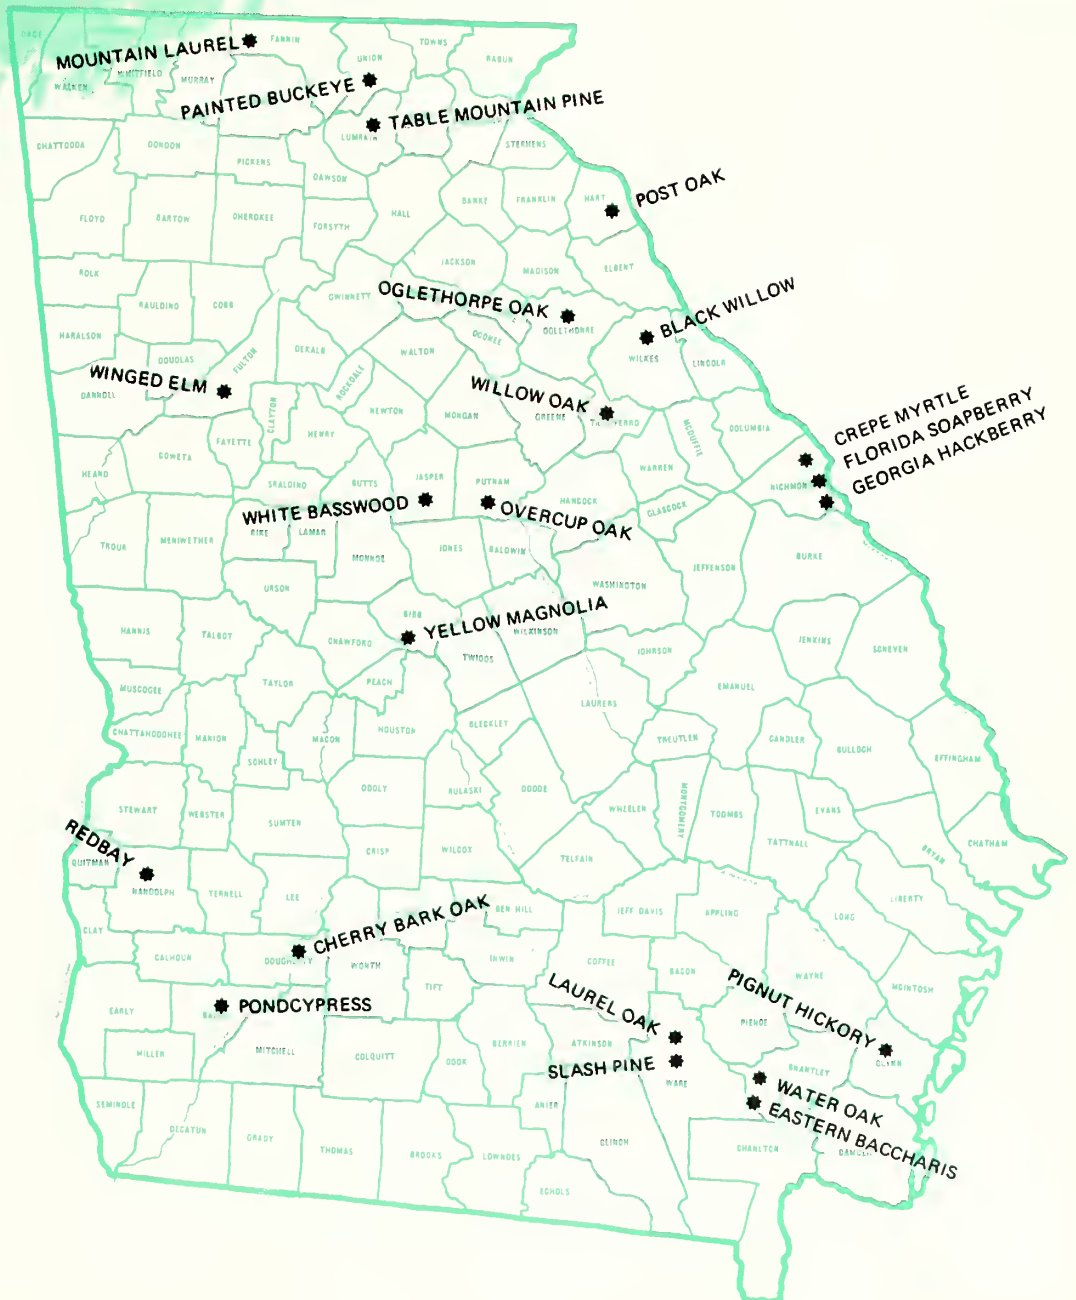 DADE
WALKER
WHITFIELD
MURRAY
MOUNTAIN LAUREL
FANNIN
UNION
TOWNS
RABUN
PAINTED BUCKEYE
TABLE MOUNTAIN PINE
CHATTOOGA
GORDON
PICKENS
LUMPKIN
STEPHENS
DAWSON
FLOYD
BARTOW
CHEROKEE
FORSYTH
HALL
BANKS
FRANKLIN
HART
POST OAK
POLK
PAULDING
COBB
GWINNETT
JACKSON
MADISON
ELBERT
OGLETHORPE OAK
OGLETHORPE
OCONEE
BLACK WILLOW
WILKES
LINCOLN
HARALSON
DOUGLAS
FULTON
DEKALB
ROCKDALE
WALTON
WINGED ELM
CARROLL
CLAYTON
NEWTON
MORGAN
WILLOW OAK
GREENE
MCDUFFIE
COLUMBIA
CREPE MYRTLE
FLORIDA SOAPBERRY
GEORGIA HACKBERRY
RICHMON
HEARD
COWETA
FAYETTE
HENRY
SPALDING
BUTTS
JASPER
PUTNAM
HANCOCK
WARREN
GLASCOCK
WHITE BASSWOOD
OVERCUP OAK
TROUP
MERIWETHER
PIKE
LAMAR
MONROE
JONES
BALDWIN
WASHINGTON
JEFFERSON
BURKE
UPSON
HARRIS
TALBOT
CRAWFORD
BIBB
YELLOW MAGNOLIA
WILKINSON
TWIGGS
JOHNSON
JENKINS
SCREVEN
MUSCOGEE
TAYLOR
PEACH
LAURENS
EMANUEL
CHATTAHOOCHEE
MARION
SCHLEY
MACON
HOUSTON
BLECKLEY
TREUTLEN
CANDLER
BULLOCH
EFFINGHAM
STEWART
WEBSTER
SUMTER
DOOLY
PULASKI
DODGE
WHEELER
MONTGOMERY
TOOMBS
TATTNALL
EVANS
BRYAN
CHATHAM
REDBAY
QUITMAN
RANDOLPH
TERRELL
LEE
CRISP
WILCOX
TELFAIR
CLAY
CALHOUN
CHERRY BARK OAK
WORTH
BEN HILL
IRWIN
JEFF DAVIS
APPLING
LONG
LIBERTY
EARLY
PONDCYPRESS
TIFT
COFFEE
BACON
WAYNE
MCINTOSH
LAUREL OAK
PIGNUT HICKORY
MILLER
MITCHELL
COLQUITT
COOK
BERRIEN
ATKINSON
PIERCE
GLYNN
SLASH PINE
WARE
BRANTLEY
WATER OAK
EASTERN BACCHARIS
SEMINOLE
DECATUR
GRADY
THOMAS
BROOKS
LOWNDES
LANIER
CLINCH
ECHOLS
CHARLTON